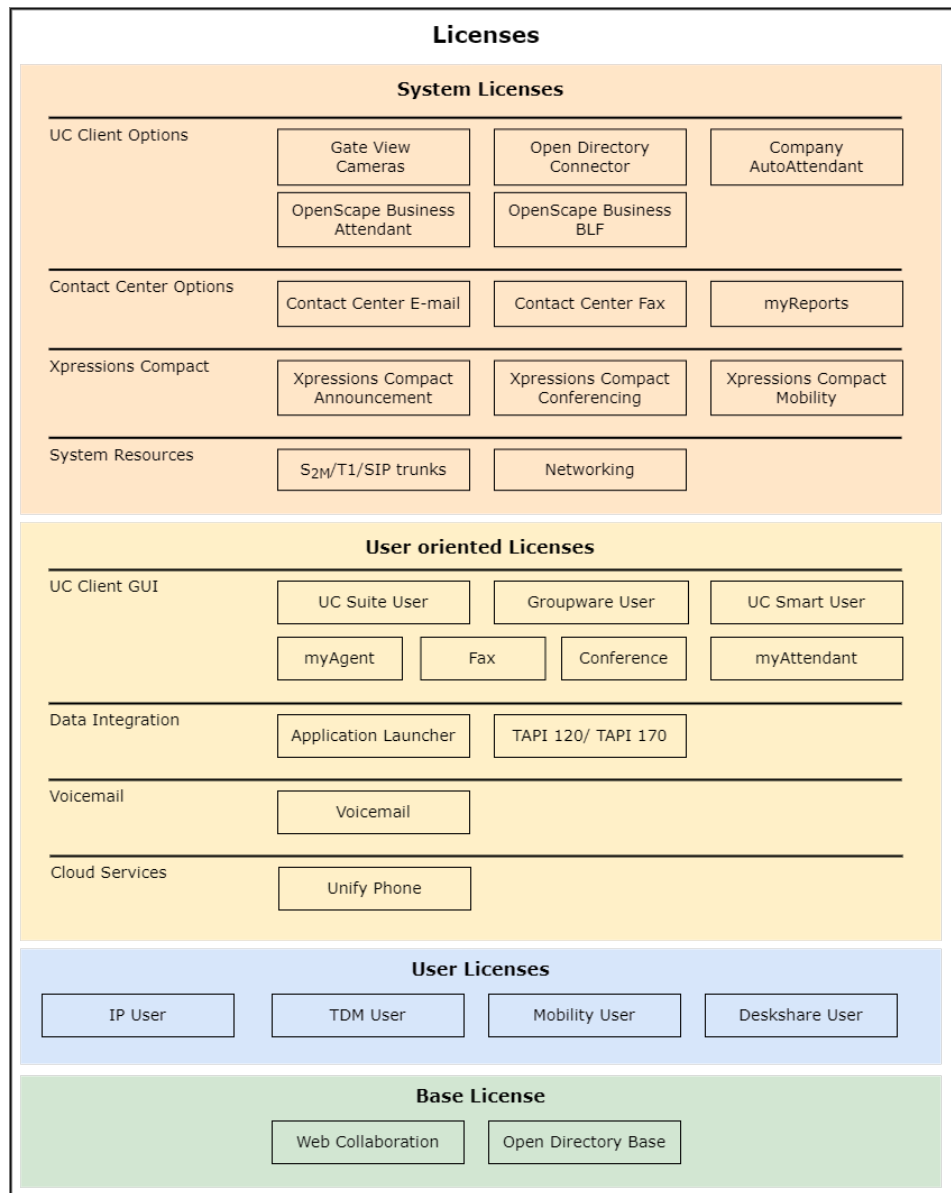 Licenses
System Licenses
UC Client Options
Gate View
Cameras
Open Directory
Connector
Company
AutoAttendant
OpenScape Business
Attendant
OpenScape Business
BLF
Contact Center Options
Contact Center E-mail
Contact Center Fax
myReports
Xpressions Compact
Xpressions Compact
Announcement
Xpressions Compact
Conferencing
Xpressions Compact
Mobility
System Resources
S2M/T1/SIP trunks
Networking
User oriented Licenses
UC Client GUI
UC Suite User
Groupware User
UC Smart User
myAgent
Fax
Conference
myAttendant
Data Integration
Application Launcher
TAPI 120/ TAPI 170
Voicemail
Voicemail
Cloud Services
Unify Phone
User Licenses
IP User
TDM User
Mobility User
Deskshare User
Base License
Web Collaboration
Open Directory Base